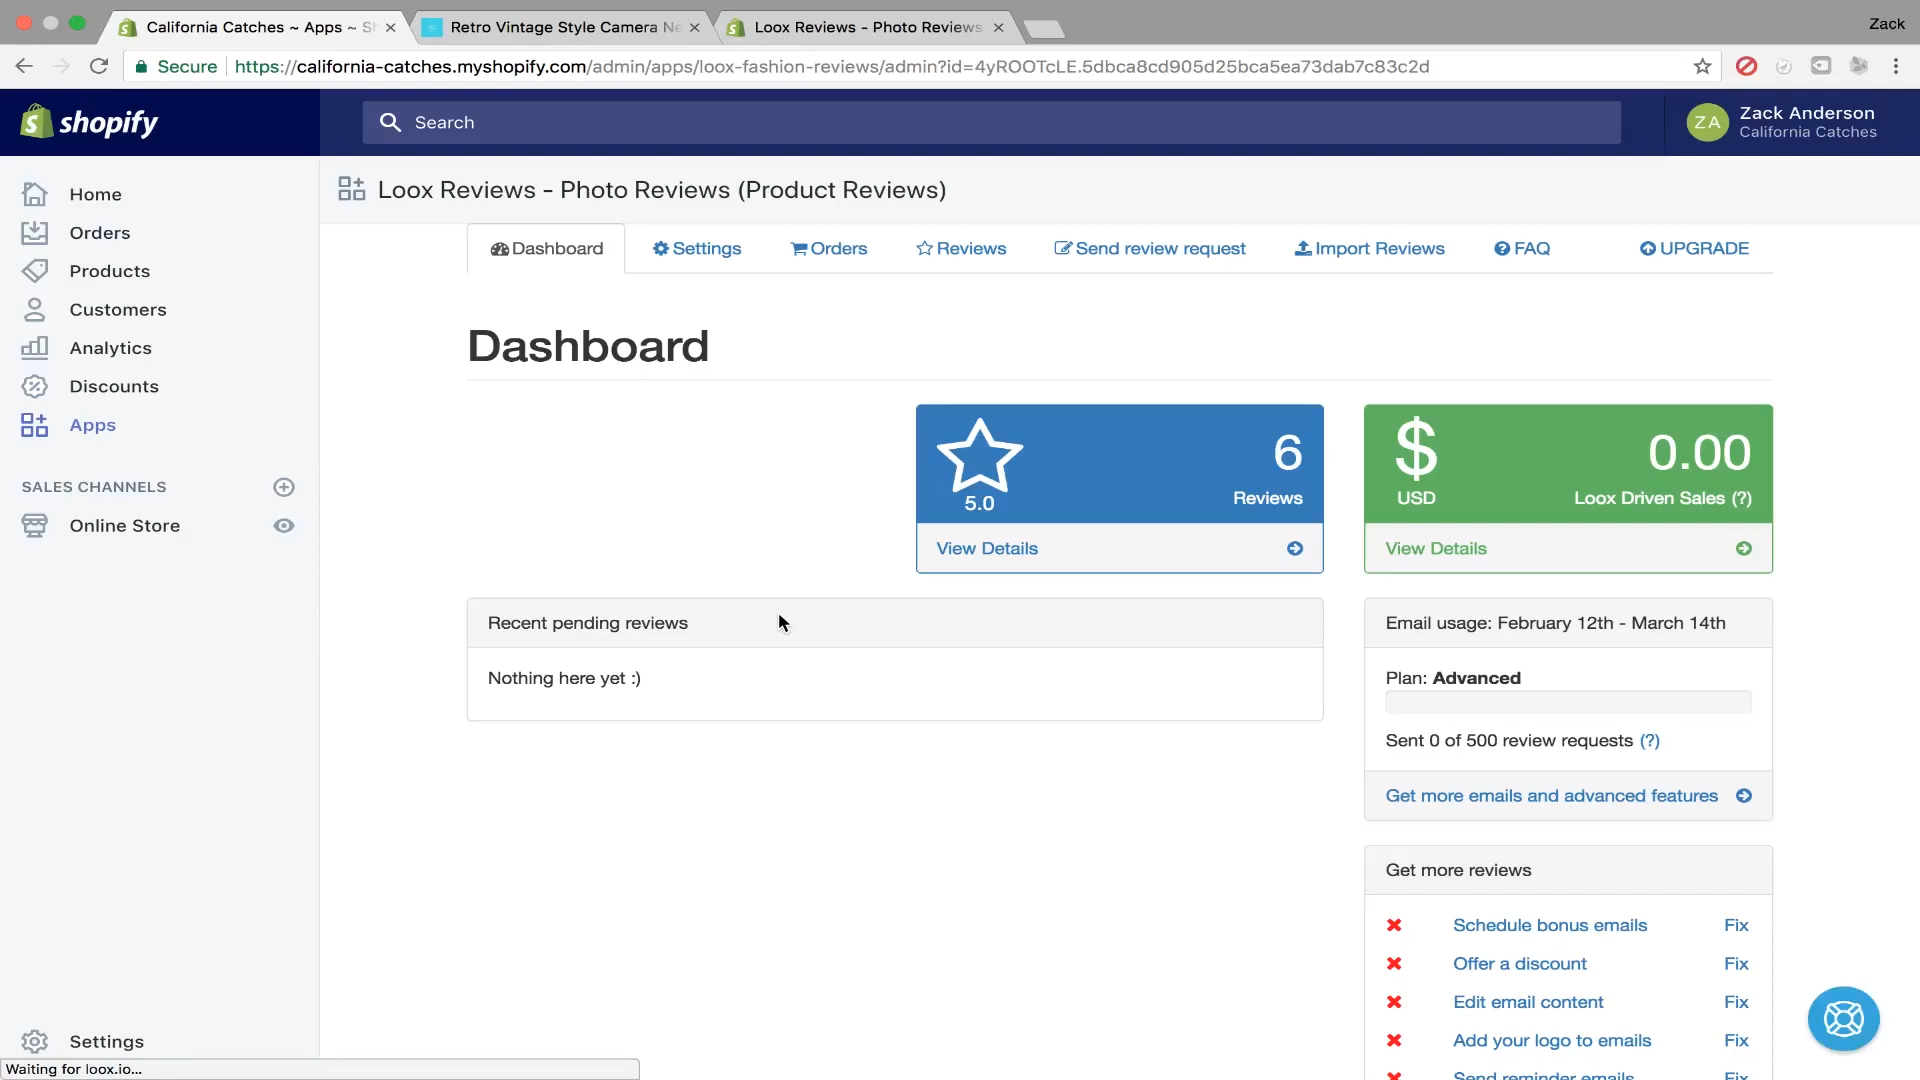 California Catches ~ Apps ~ S
Retro Vintage Style Camera Ne
Loox Reviews - Photo Reviews
Zack
Secure
https://california-catches.myshopify.com/admin/apps/loox-fashion-reviews/admin?id=4yROOTcLE.5dbca8cd905d25bca5ea73dab7c83c2d
shopify
Search
ZA
Zack Anderson
California Catches
Home
Orders
Products
Customers
Analytics
Discounts
Apps
SALES CHANNELS
Online Store
Settings
Waiting for loox.io...
Loox Reviews - Photo Reviews (Product Reviews)
Dashboard
Settings
Orders
Reviews
Send review request
Import Reviews
FAQ
UPGRADE
Dashboard
5.0
6
Reviews
View Details
$
USD
0.00
Loox Driven Sales (?)
View Details
Recent pending reviews
Nothing here yet :)
Email usage: February 12th - March 14th
Plan: Advanced
Sent 0 of 500 review requests (?)
Get more emails and advanced features
Get more reviews
Schedule bonus emails Fix
Offer a discount Fix
Edit email content Fix
Add your logo to emails Fix
Send reminder emails Fix